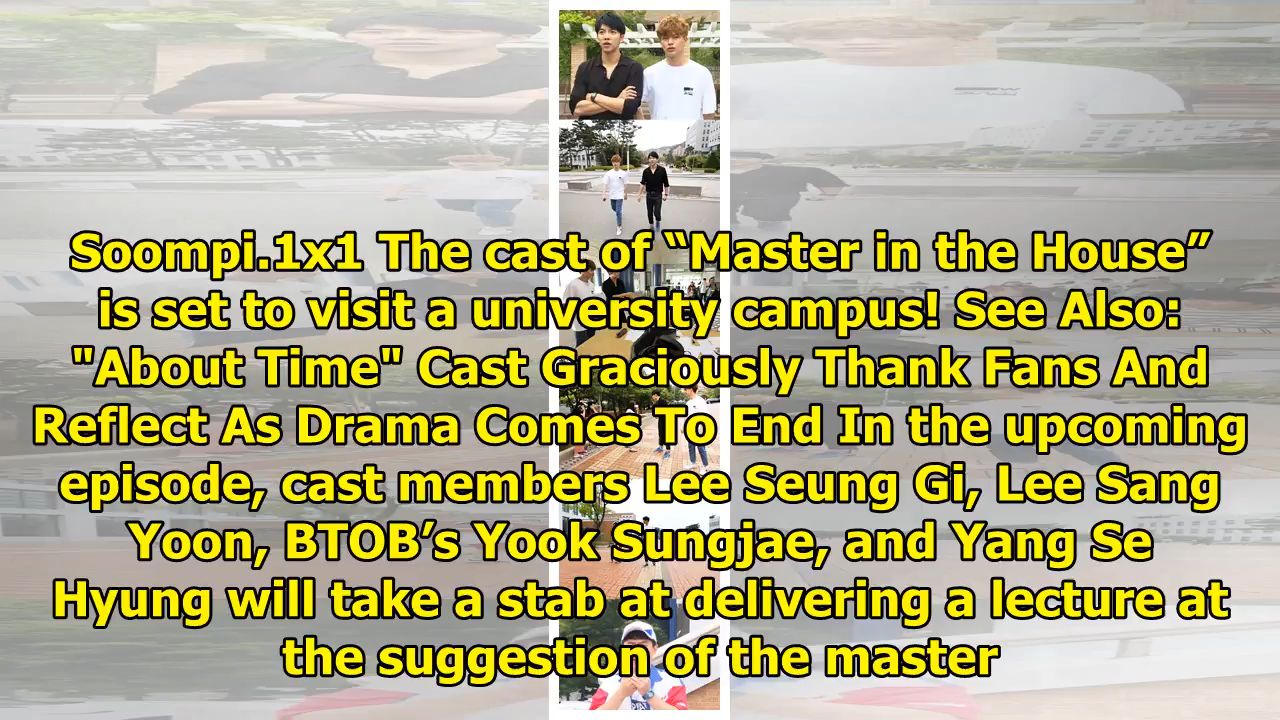 Soompi.1x1 The cast of “Master in the House”
is set to visit a university campus! See Also:
"About Time" Cast Graciously Thank Fans And
Reflect As Drama Comes To End In the upcoming
episode, cast members Lee Seung Gi, Lee Sang
Yoon, BTOB’s Yook Sungjae, and Yang Se
Hyung will take a stab at delivering a lecture at
the suggestion of the master